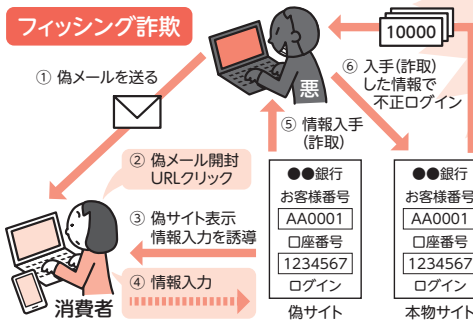 フィッシング詐欺
① 偽メールを送る
10000
悪
⑥ 入手(詐取)
した情報で
不正ログイン
⑤ 情報入手
(詐取)
② 偽メール開封
URLクリック
③ 偽サイト表示
情報入力を誘導
④ 情報入力
消費者
●●銀行
お客様番号
AA0001
口座番号
1234567
ログイン
偽サイト
●●銀行
お客様番号
AA0001
口座番号
1234567
ログイン
本物サイト